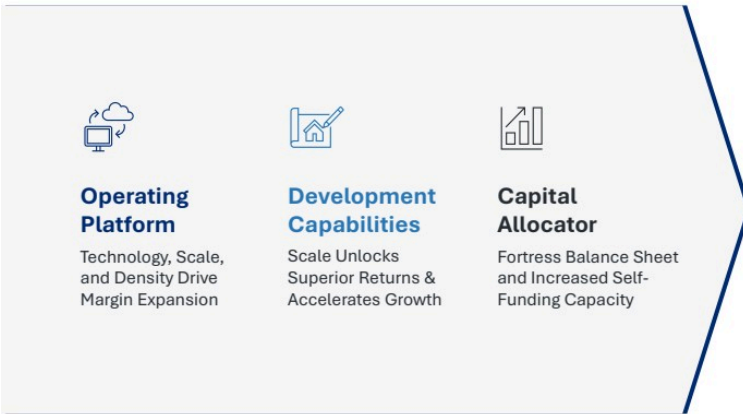 Operating
Platform
Technology, Scale,
and Density Drive
Margin Expansion
Development
Capabilities
Scale Unlocks
Superior Returns &
Accelerates Growth
Capital
Allocator
Fortress Balance Sheet
and Increased Self-
Funding Capacity